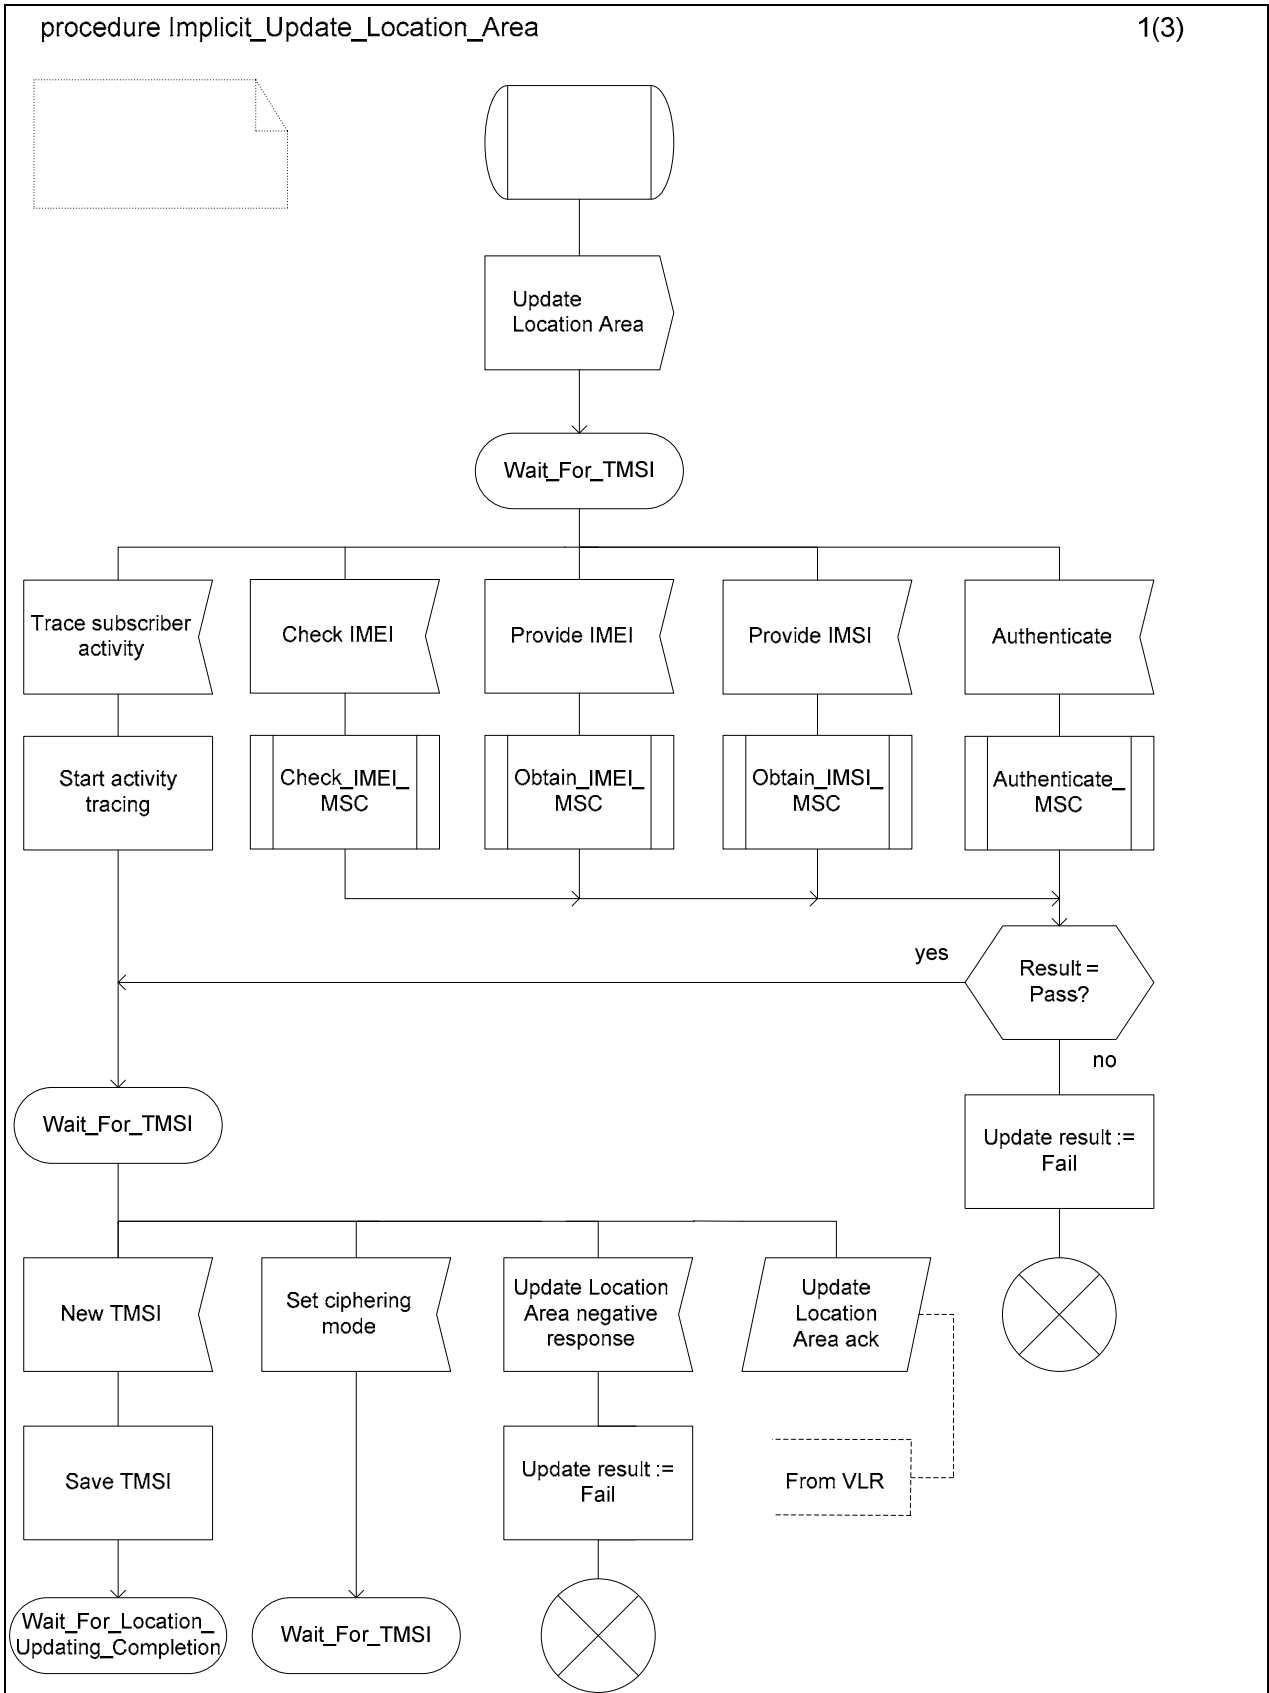 procedure Implicit_Update_Location_Area
1(3)
Update
Location Area
Wait_For_TMSI
Trace subscriber
activity
Check IMEI
Provide IMEI
Provide IMSI
Authenticate
Start activity
tracing
Check_IMEI_
MSC
Obtain_IMEI_
MSC
Obtain_IMSI_
MSC
Authenticate_
MSC
yes
Result =
Pass?
no
Wait_For_TMSI
Update result :=
Fail
New TMSI
Set ciphering
mode
Update Location
Area negative
response
Update
Location
Area ack
Save TMSI
Update result :=
Fail
From VLR
Wait_For_Location_
Updating_Completion
Wait_For_TMSI